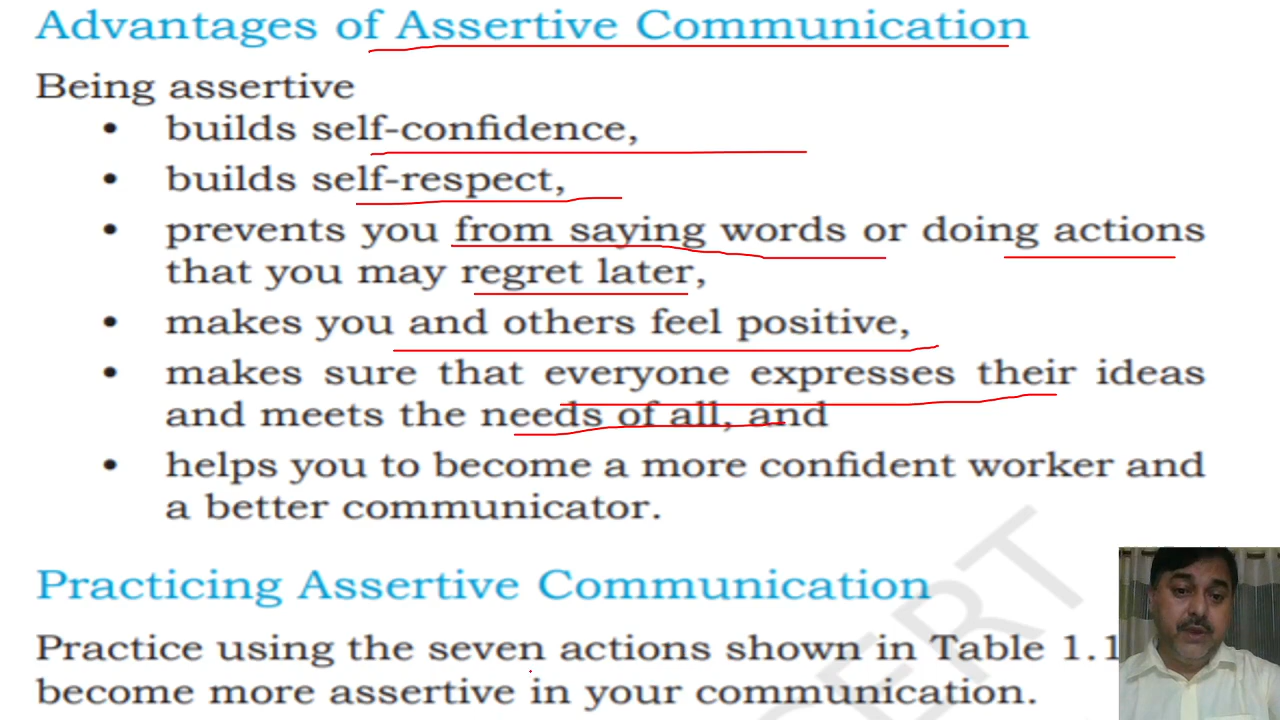 Advantages of Assertive Communication
Being assertive
• builds self-confidence,
• builds self-respect,
• prevents you from saying words or doing actions
that you may regret later,
• makes you and others feel positive,
• makes sure that everyone expresses their ideas
and meets the needs of all, and
• helps you to become a more confident worker and
a better communicator.
Practicing Assertive Communication
Practice using the seven actions shown in Table 1.1
become more assertive in your communication.